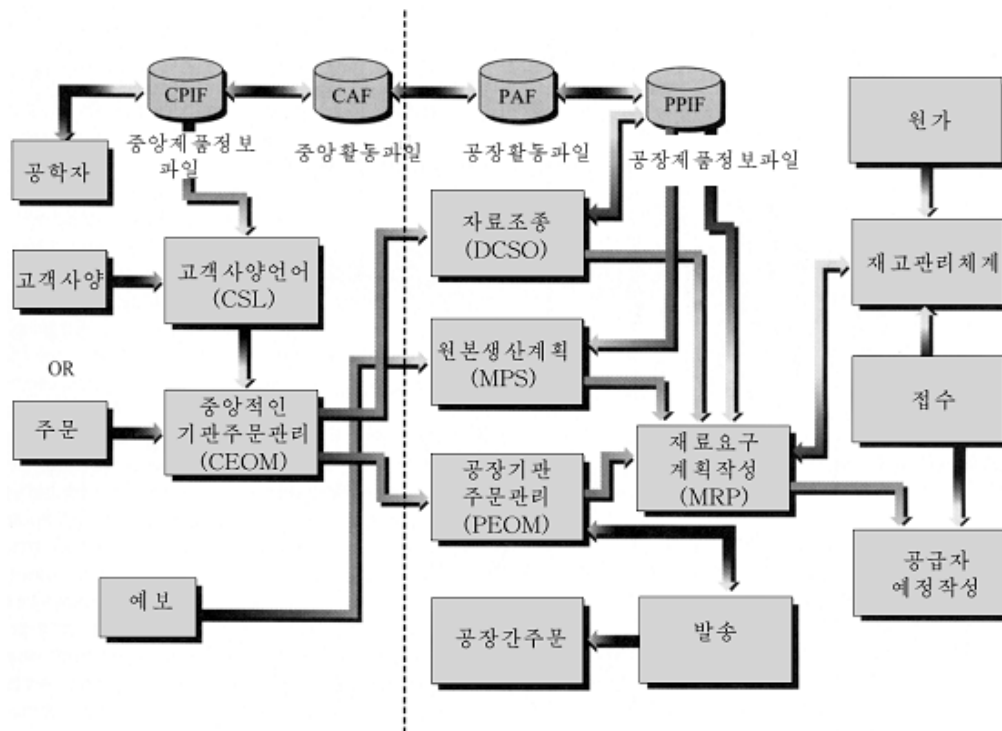 CPIF
CAF
PAF
PPIF
중앙제품정보
파일
중앙활동파일
공장활동파일
공장제품정보파일
공학자
원가
자료조종
(DCSO)
고객사양
고객사양언어
(CSL)
재고관리체계
OR
원본생산계획
(MPS)
주문
중앙적인
기관주문관리
(CEOM)
접수
공장기관
주문관리
(PEOM)
재료요구
계획작성
(MRP)
공급자
예정작성
예보
공장간주문
발송